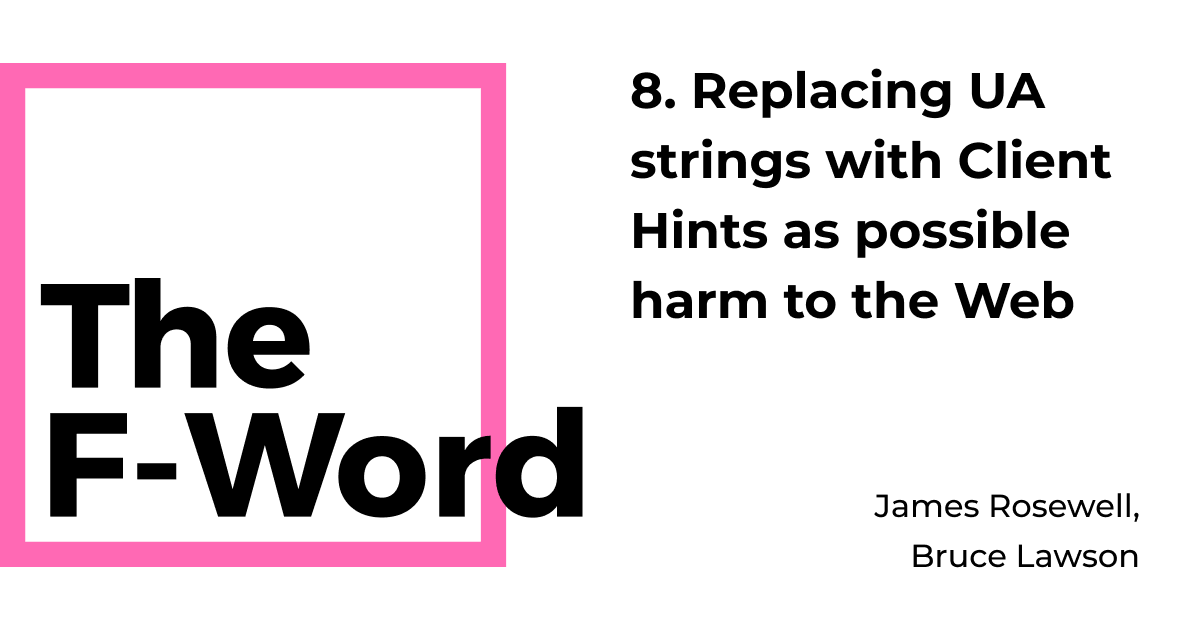 The
F-Word
8. Replacing UA
strings with Client
Hints as possible
harm to the Web
James Rosewell,
Bruce Lawson